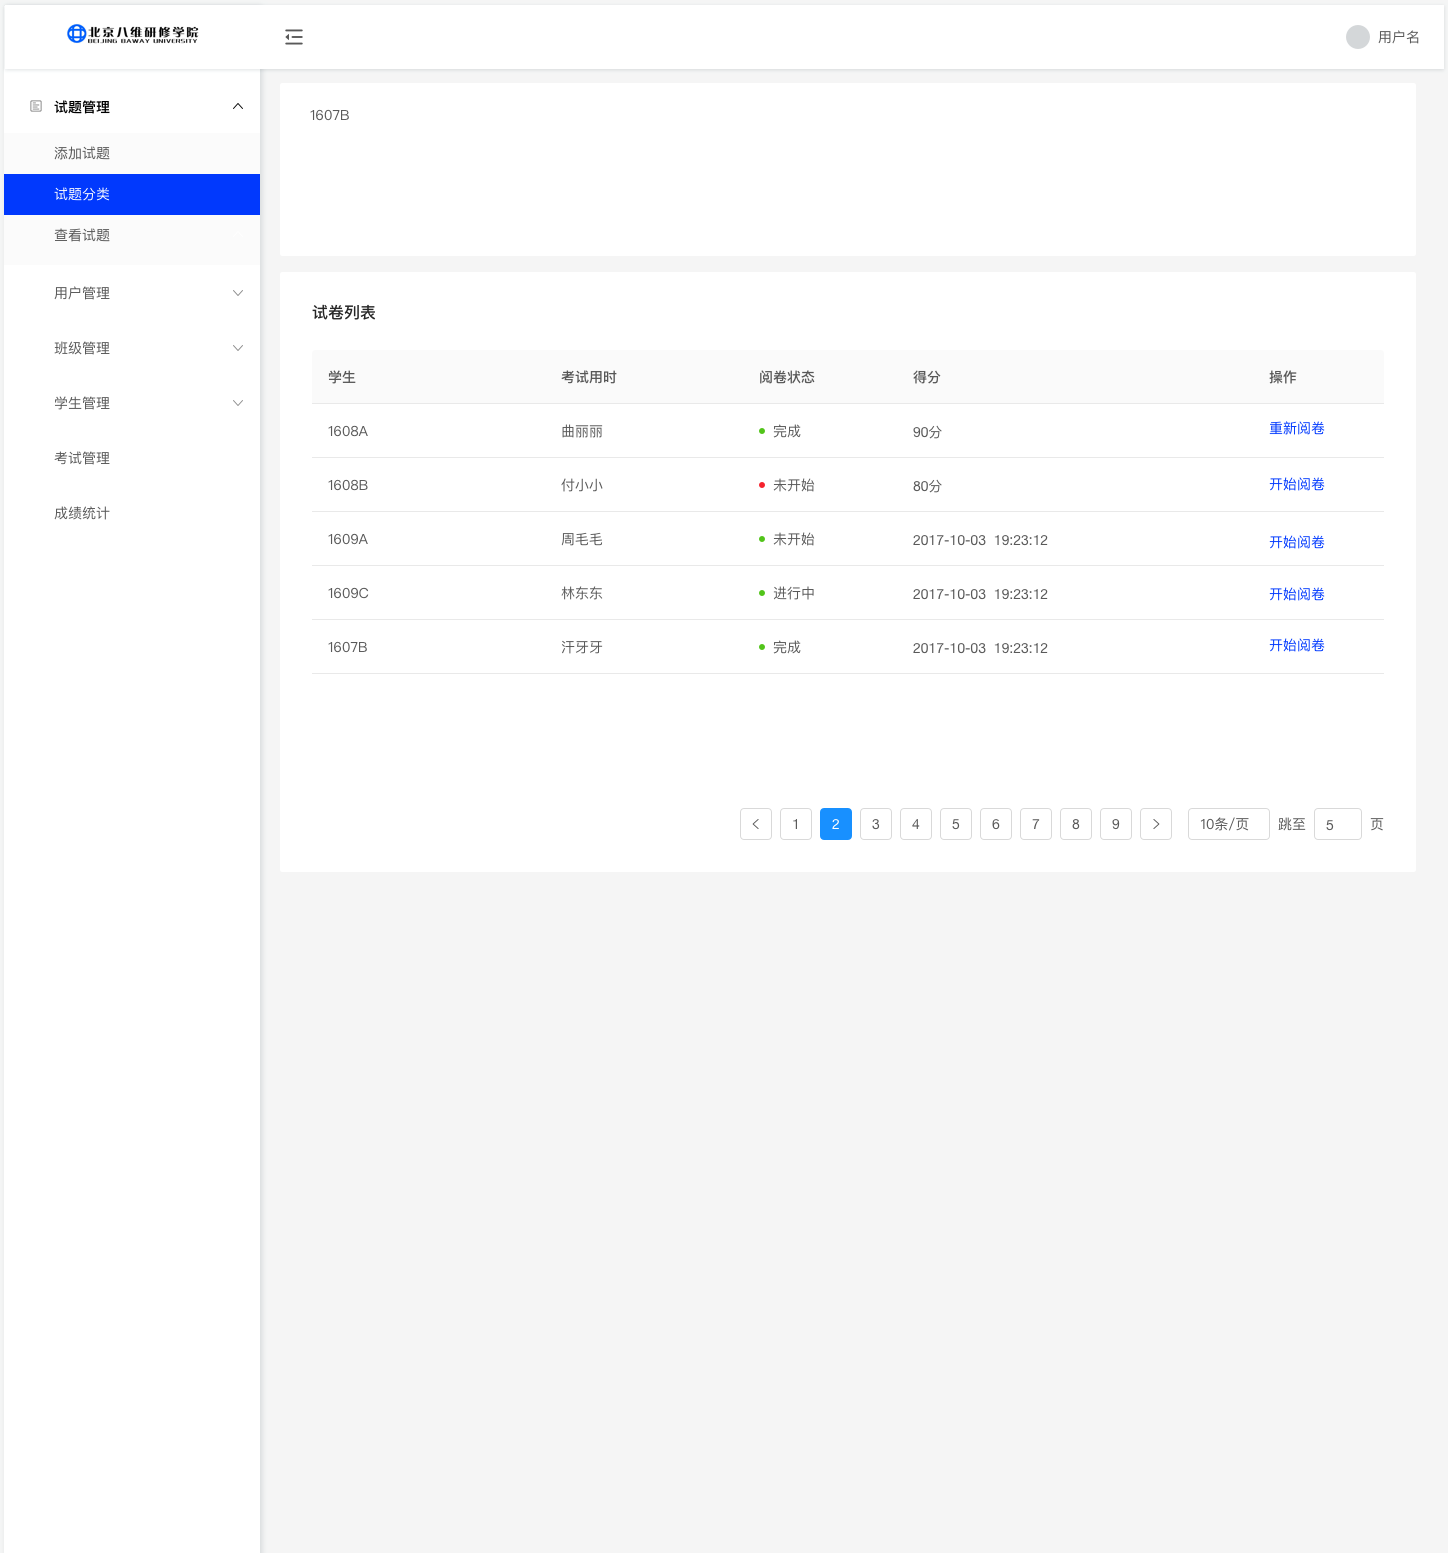 北京八维研修学院
BEIJING BAWAY UNIVERSITY
用户名
试题管理
添加试题
试题分类
查看试题
用户管理
班级管理
学生管理
考试管理
成绩统计
1607B
试卷列表
学生 考试用时 阅卷状态 得分 操作
1608A 曲丽丽 完成 90分 重新阅卷
1608B 付小小 未开始 80分 开始阅卷
1609A 周毛毛 未开始 2017-10-03 19:23:12 开始阅卷
1609C 林东东 进行中 2017-10-03 19:23:12 开始阅卷
1607B 汗牙牙 完成 2017-10-03 19:23:12 开始阅卷
1 2 3 4 5 6 7 8 9 10条/页 跳至 5 页